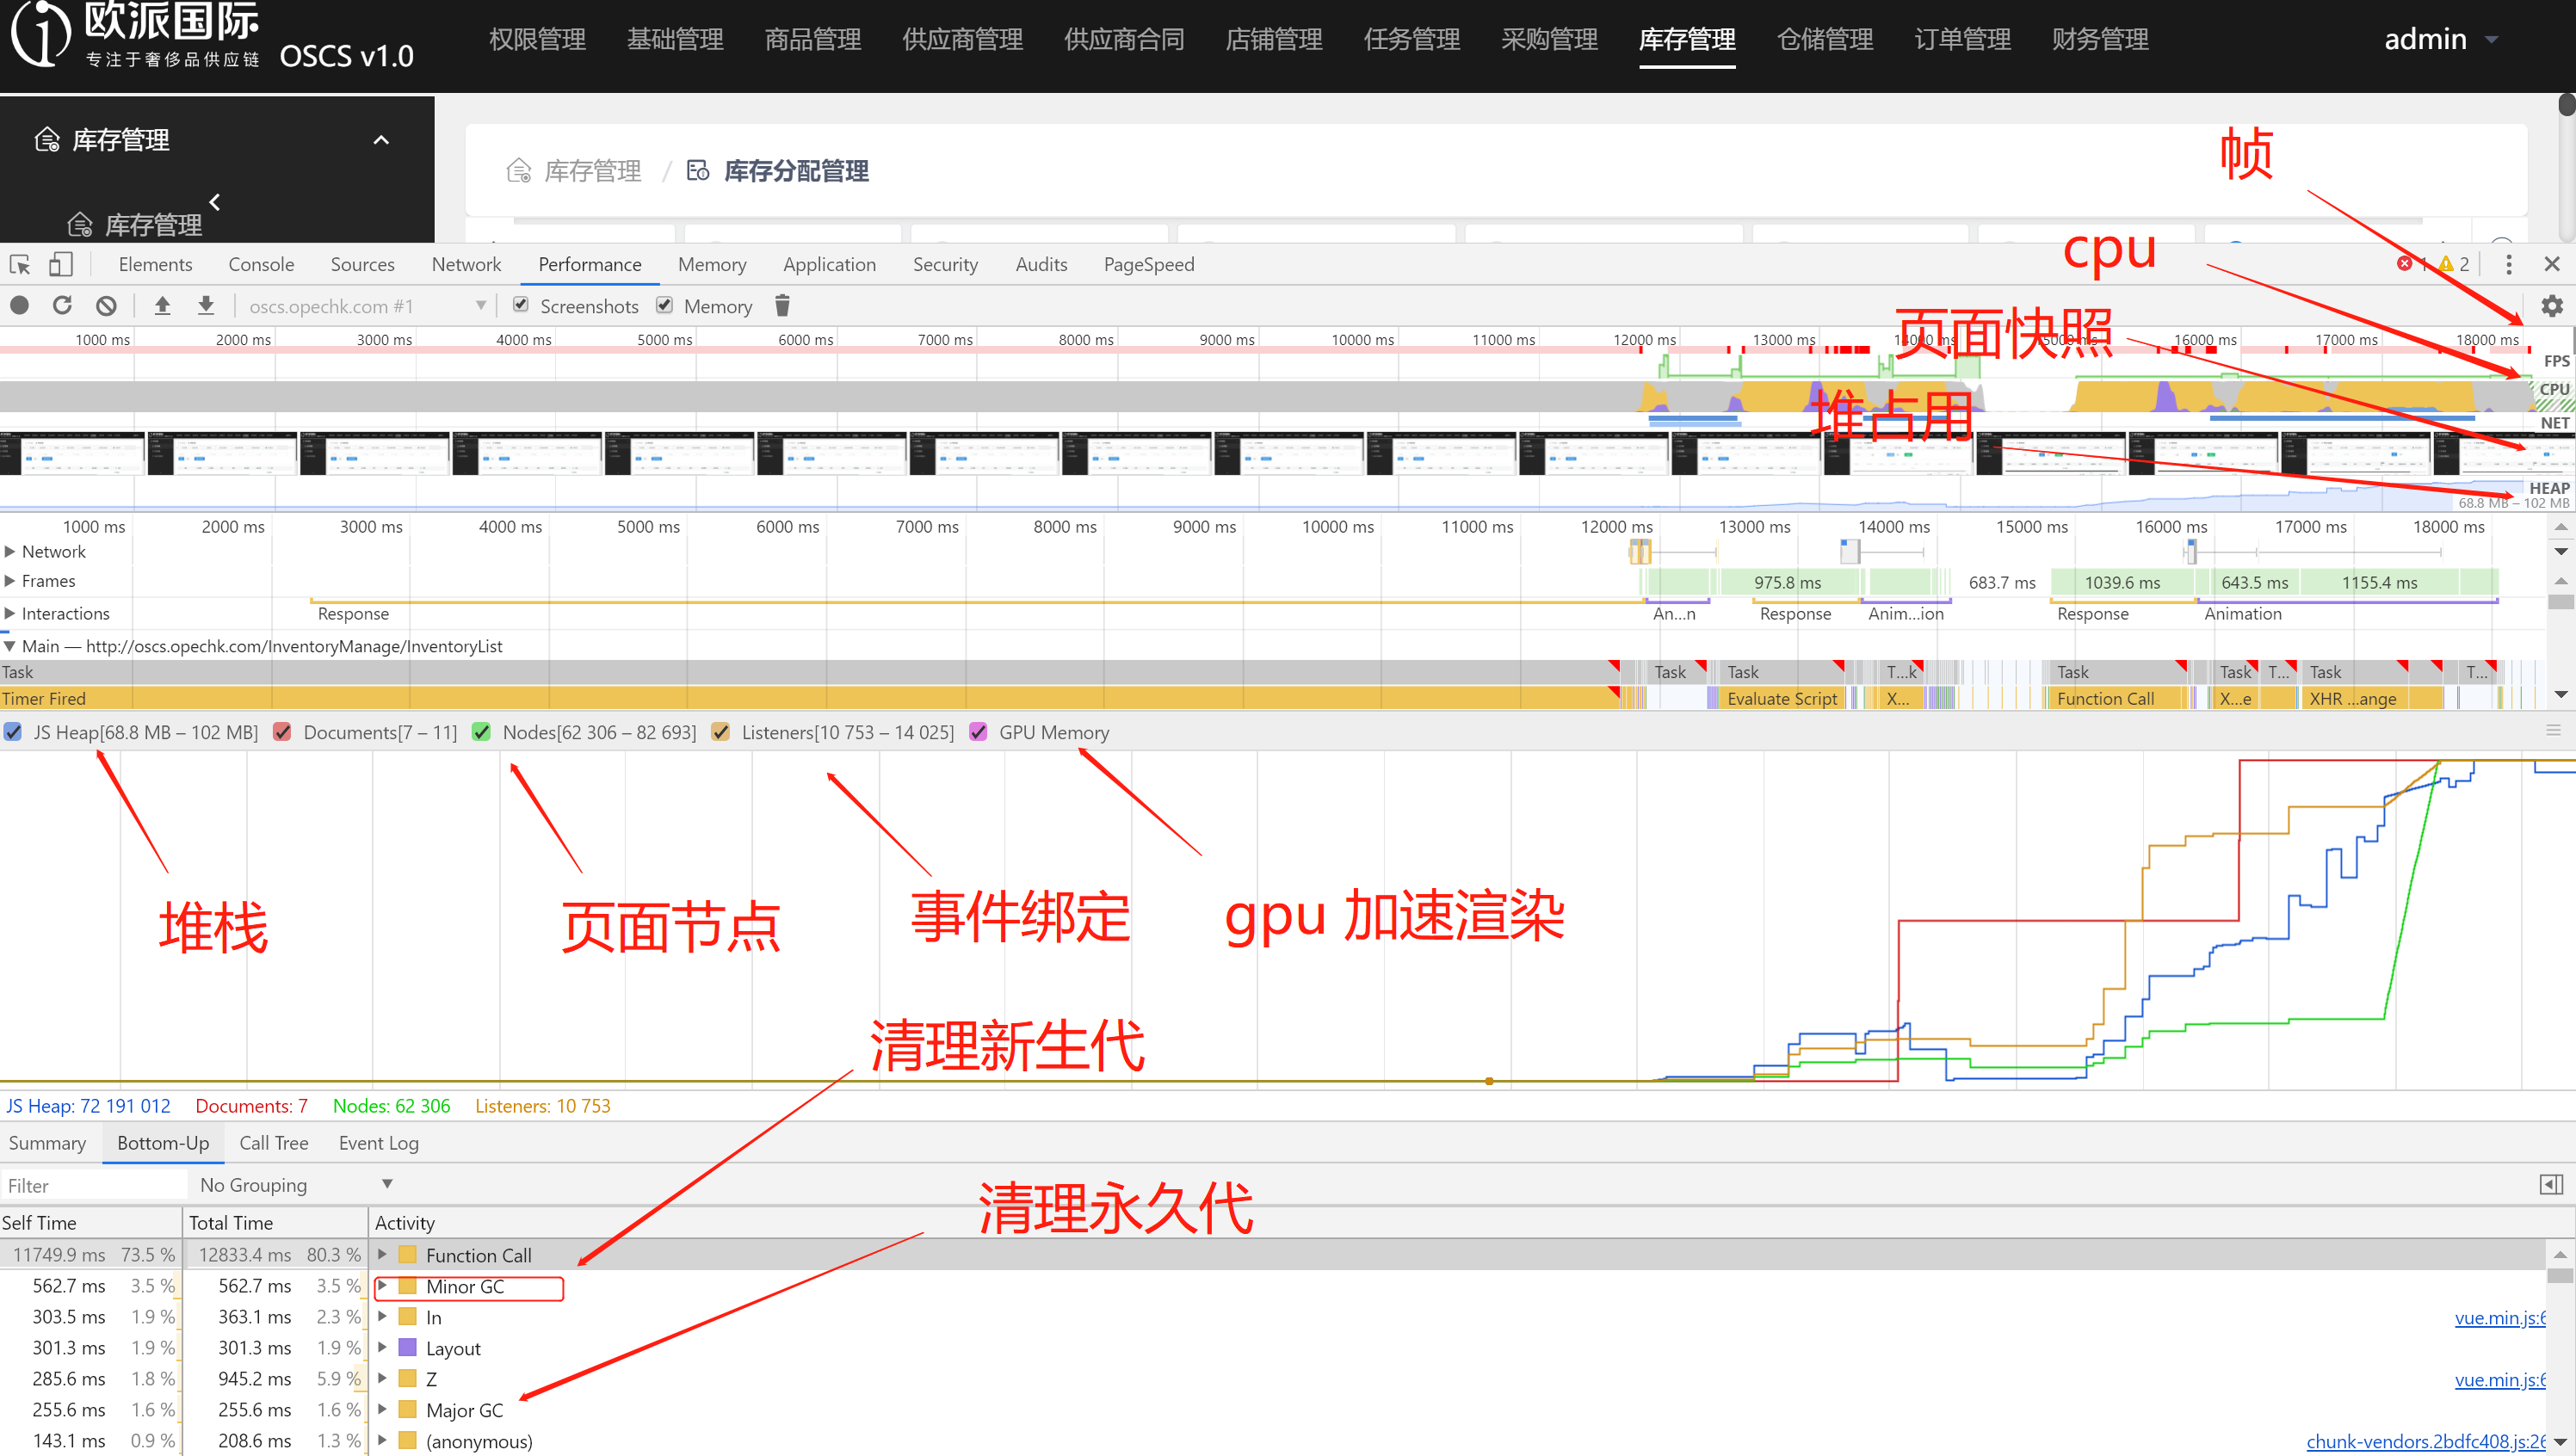 欧派国际
专注于奢侈品供应链
OSCS v1.0
权限管理 基础管理 商品管理 供应商管理 供应商合同 店铺管理 任务管理 采购管理 库存管理 仓储管理 订单管理 财务管理
admin
库存管理
库存管理
库存管理 / 库存分配管理
帧
cpu
页面快照
堆占用
Elements Console Sources Network Performance Memory Application Security Audits PageSpeed
1 2
oscs.opechk.com #1 Screenshots Memory
1000 ms 2000 ms 3000 ms 4000 ms 5000 ms 6000 ms 7000 ms 8000 ms 9000 ms 10000 ms 11000 ms 12000 ms 13000 ms 14000 ms 15000 ms 16000 ms 17000 ms 18000 ms
FPS
CPU
NET
HEAP
68.8 MB – 102 MB
1000 ms 2000 ms 3000 ms 4000 ms 5000 ms 6000 ms 7000 ms 8000 ms 9000 ms 10000 ms 11000 ms 12000 ms 13000 ms 14000 ms 15000 ms 16000 ms 17000 ms 18000 ms
Network
Frames 975.8 ms 683.7 ms 1039.6 ms 643.5 ms 1155.4 ms
Interactions Response An…n Response Anim…ion Response Animation
Main — http://oscs.opechk.com/InventoryManage/InventoryList
Task Task Task T…k Task Task T… Task T…
Timer Fired Evaluate Script X… Function Call X…e XHR …ange
JS Heap[68.8 MB – 102 MB] Documents[7 – 11] Nodes[62 306 – 82 693] Listeners[10 753 – 14 025] GPU Memory
堆栈
页面节点
事件绑定
gpu 加速渲染
清理新生代
JS Heap: 72 191 012 Documents: 7 Nodes: 62 306 Listeners: 10 753
Summary Bottom-Up Call Tree Event Log
Filter No Grouping
清理永久代
Self Time Total Time Activity
11749.9 ms 73.5 % 12833.4 ms 80.3 % Function Call
562.7 ms 3.5 % 562.7 ms 3.5 % Minor GC
303.5 ms 1.9 % 363.1 ms 2.3 % In vue.min.js:6
301.3 ms 1.9 % 301.3 ms 1.9 % Layout
285.6 ms 1.8 % 945.2 ms 5.9 % Z vue.min.js:6
255.6 ms 1.6 % 255.6 ms 1.6 % Major GC
143.1 ms 0.9 % 208.6 ms 1.3 % (anonymous) chunk-vendors.2bdfc408.js:26